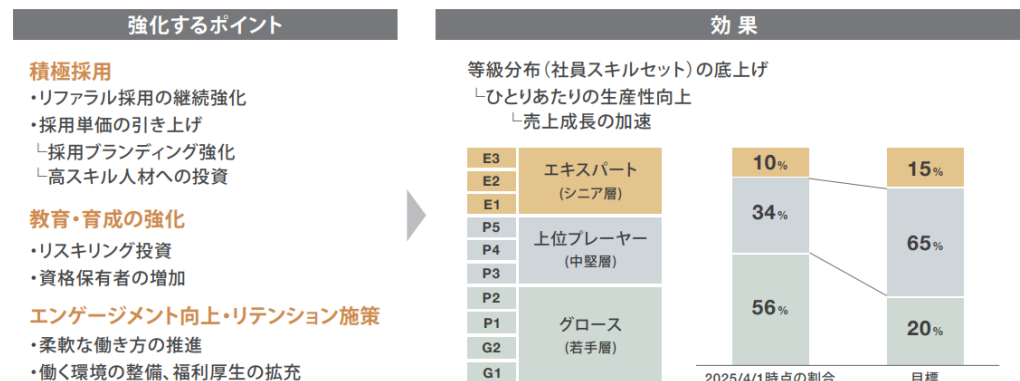 強化するポイント
積極採用
・リファラル採用の継続強化
・採用単価の引き上げ
└採用ブランディング強化
└高スキル人材への投資
教育・育成の強化
・リスキリング投資
・資格保有者の増加
エンゲージメント向上・リテンション施策
・柔軟な働き方の推進
・働く環境の整備、福利厚生の拡充
効果
等級分布（社員スキルセット）の底上げ
└ひとりあたりの生産性向上
└売上成長の加速
E3
E2
E1
エキスパート
(シニア層)
P5
P4
P3
上位プレーヤー
(中堅層)
P2
P1
G2
G1
グロース
(若手層)
10%
34%
56%
2025/4/1時点の割合
15%
65%
20%
目標